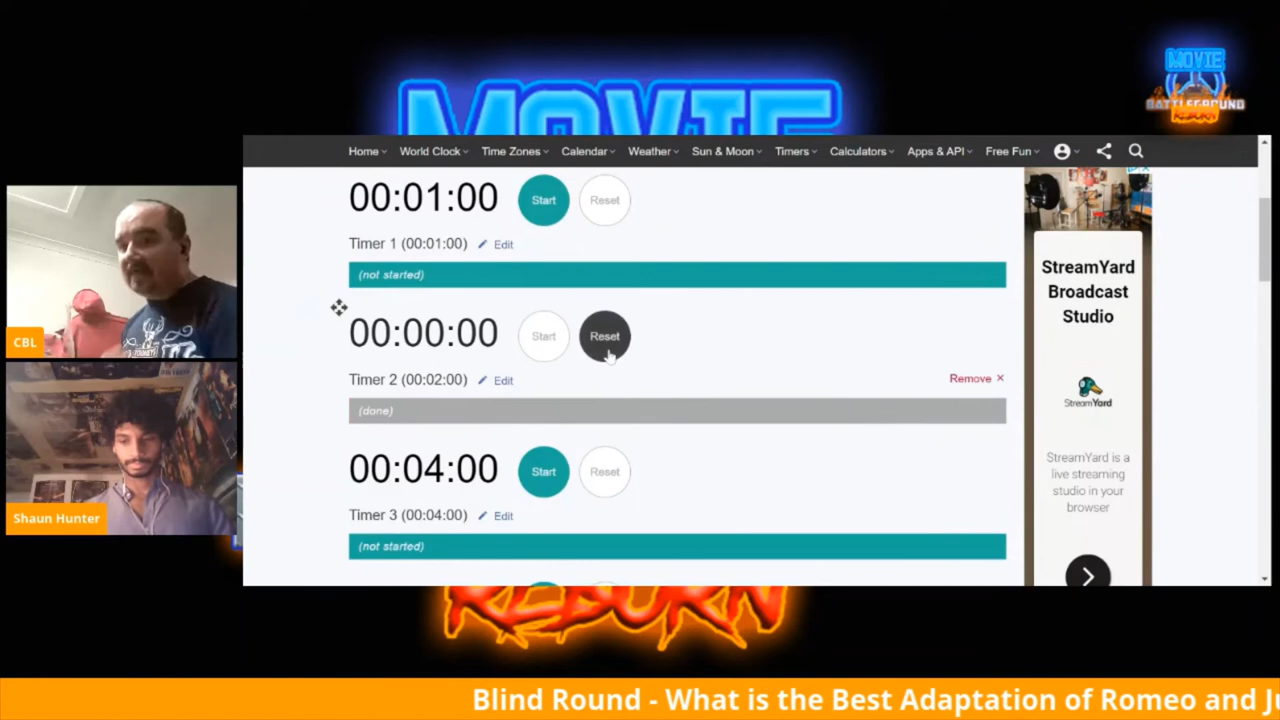 MOVIE
MOVIE
BATTLEGROUND
REBORN
Home
World Clock
Time Zones
Calendar
Weather
Sun & Moon
Timers
Calculators
Apps & API
Free Fun
00:01:00
Start
Reset
Timer 1 (00:01:00)
Edit
(not started)
00:00:00
Start
Reset
Timer 2 (00:02:00)
Edit
Remove ×
(done)
00:04:00
Start
Reset
Timer 3 (00:04:00)
Edit
(not started)
StreamYard
Broadcast
Studio
StreamYard
StreamYard is a
live streaming
studio in your
browser
CBL
Shaun Hunter
REBORN
Blind Round - What is the Best Adaptation of Romeo and Ju